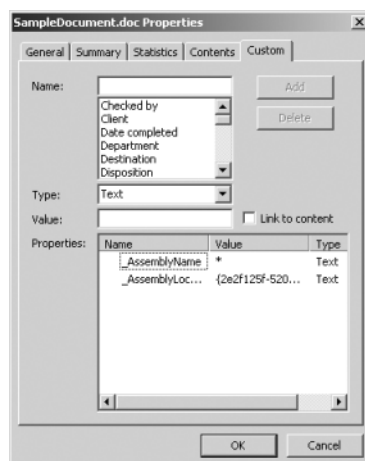 SampleDocument.doc Properties
General Summary Statistics Contents Custom
Name:
Add
Checked by
Client
Date completed
Department
Destination
Disposition
Delete
Type: Text
Value: Link to content
Properties: Name Value Type
_AssemblyName * Text
_AssemblyLoc... {2e2f125f-520... Text
OK Cancel